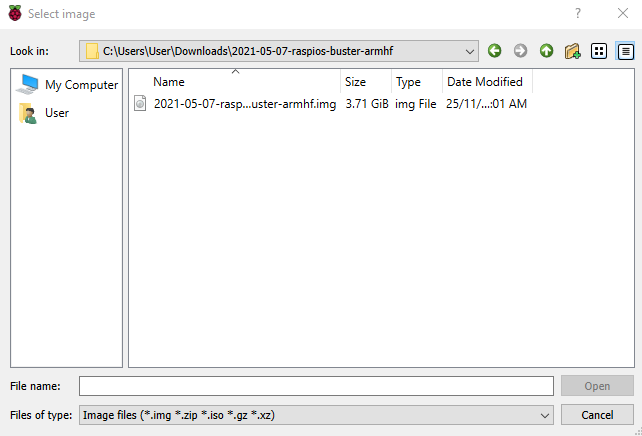 Select image
?
Look in: C:\Users\User\Downloads\2021-05-07-raspios-buster-armhf
My Computer
User
Name Size Type Date Modified
2021-05-07-rasp...uster-armhf.img 3.71 GiB img File 25/11/...:01 AM
File name: Open
Files of type: Image files (*.img *.zip *.iso *.gz *.xz) Cancel